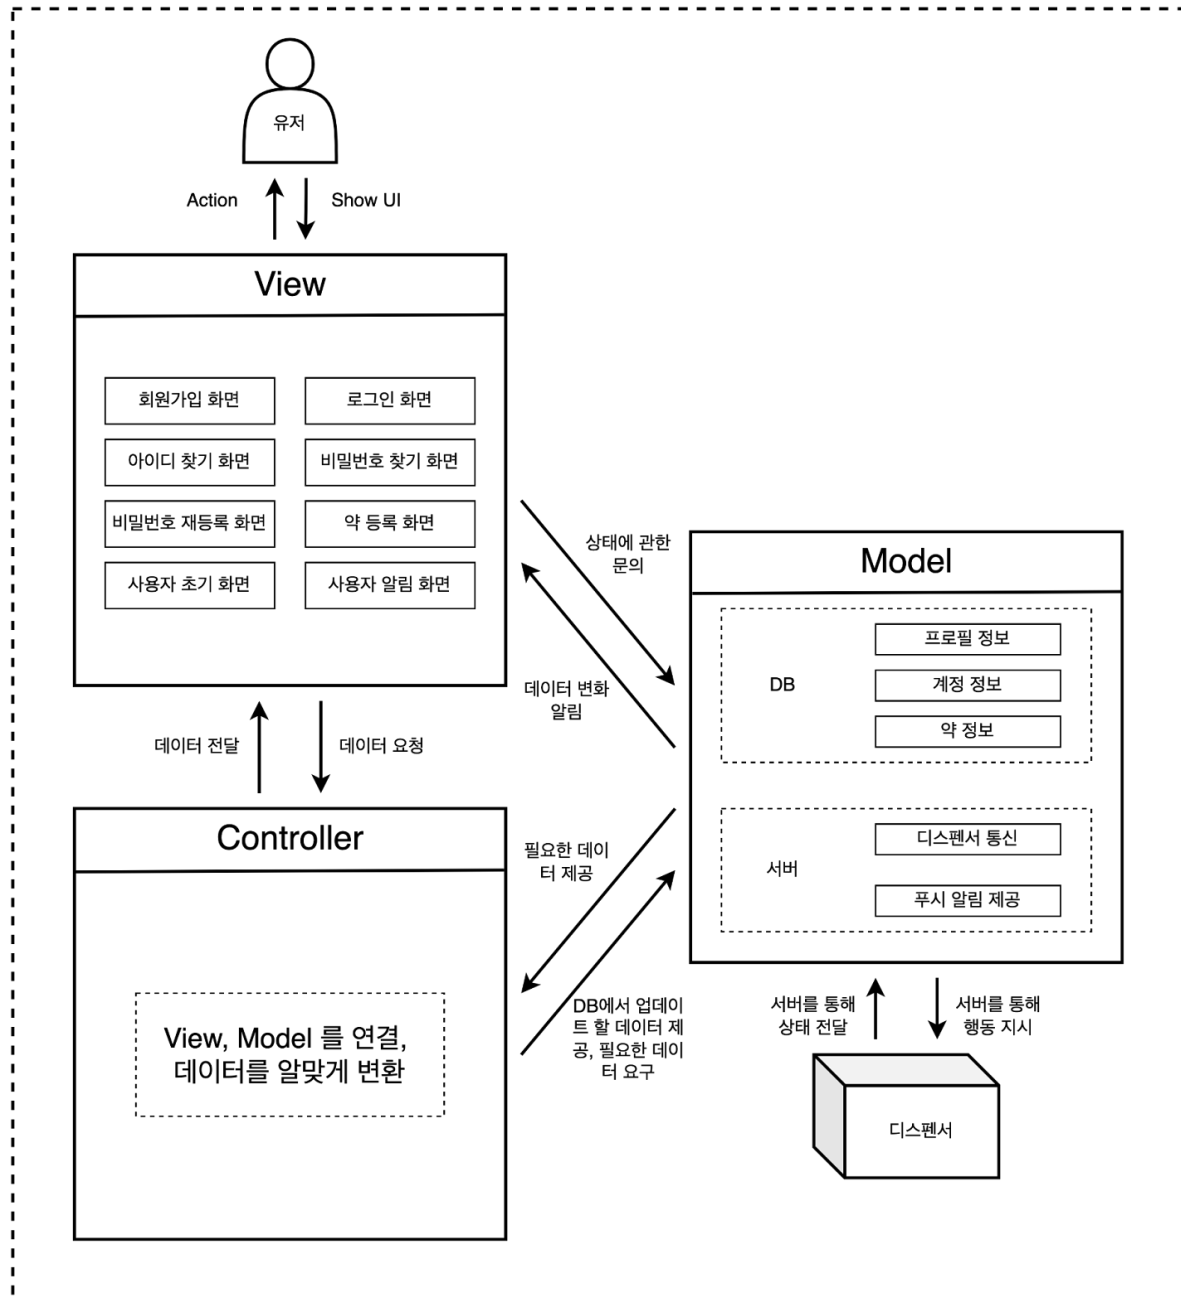 유저
Action
Show UI
View
회원가입 화면
로그인 화면
아이디 찾기 화면
비밀번호 찾기 화면
비밀번호 재등록 화면
약 등록 화면
사용자 초기 화면
사용자 알림 화면
상태에 관한
문의
데이터 변화
알림
Model
DB
프로필 정보
계정 정보
약 정보
서버
디스펜서 통신
푸시 알림 제공
데이터 전달
데이터 요청
Controller
View, Model 를 연결,
데이터를 알맞게 변환
필요한 데이
터 제공
DB에서 업데이
트 할 데이터 제
공, 필요한 데이
터 요구
서버를 통해
상태 전달
서버를 통해
행동 지시
디스펜서